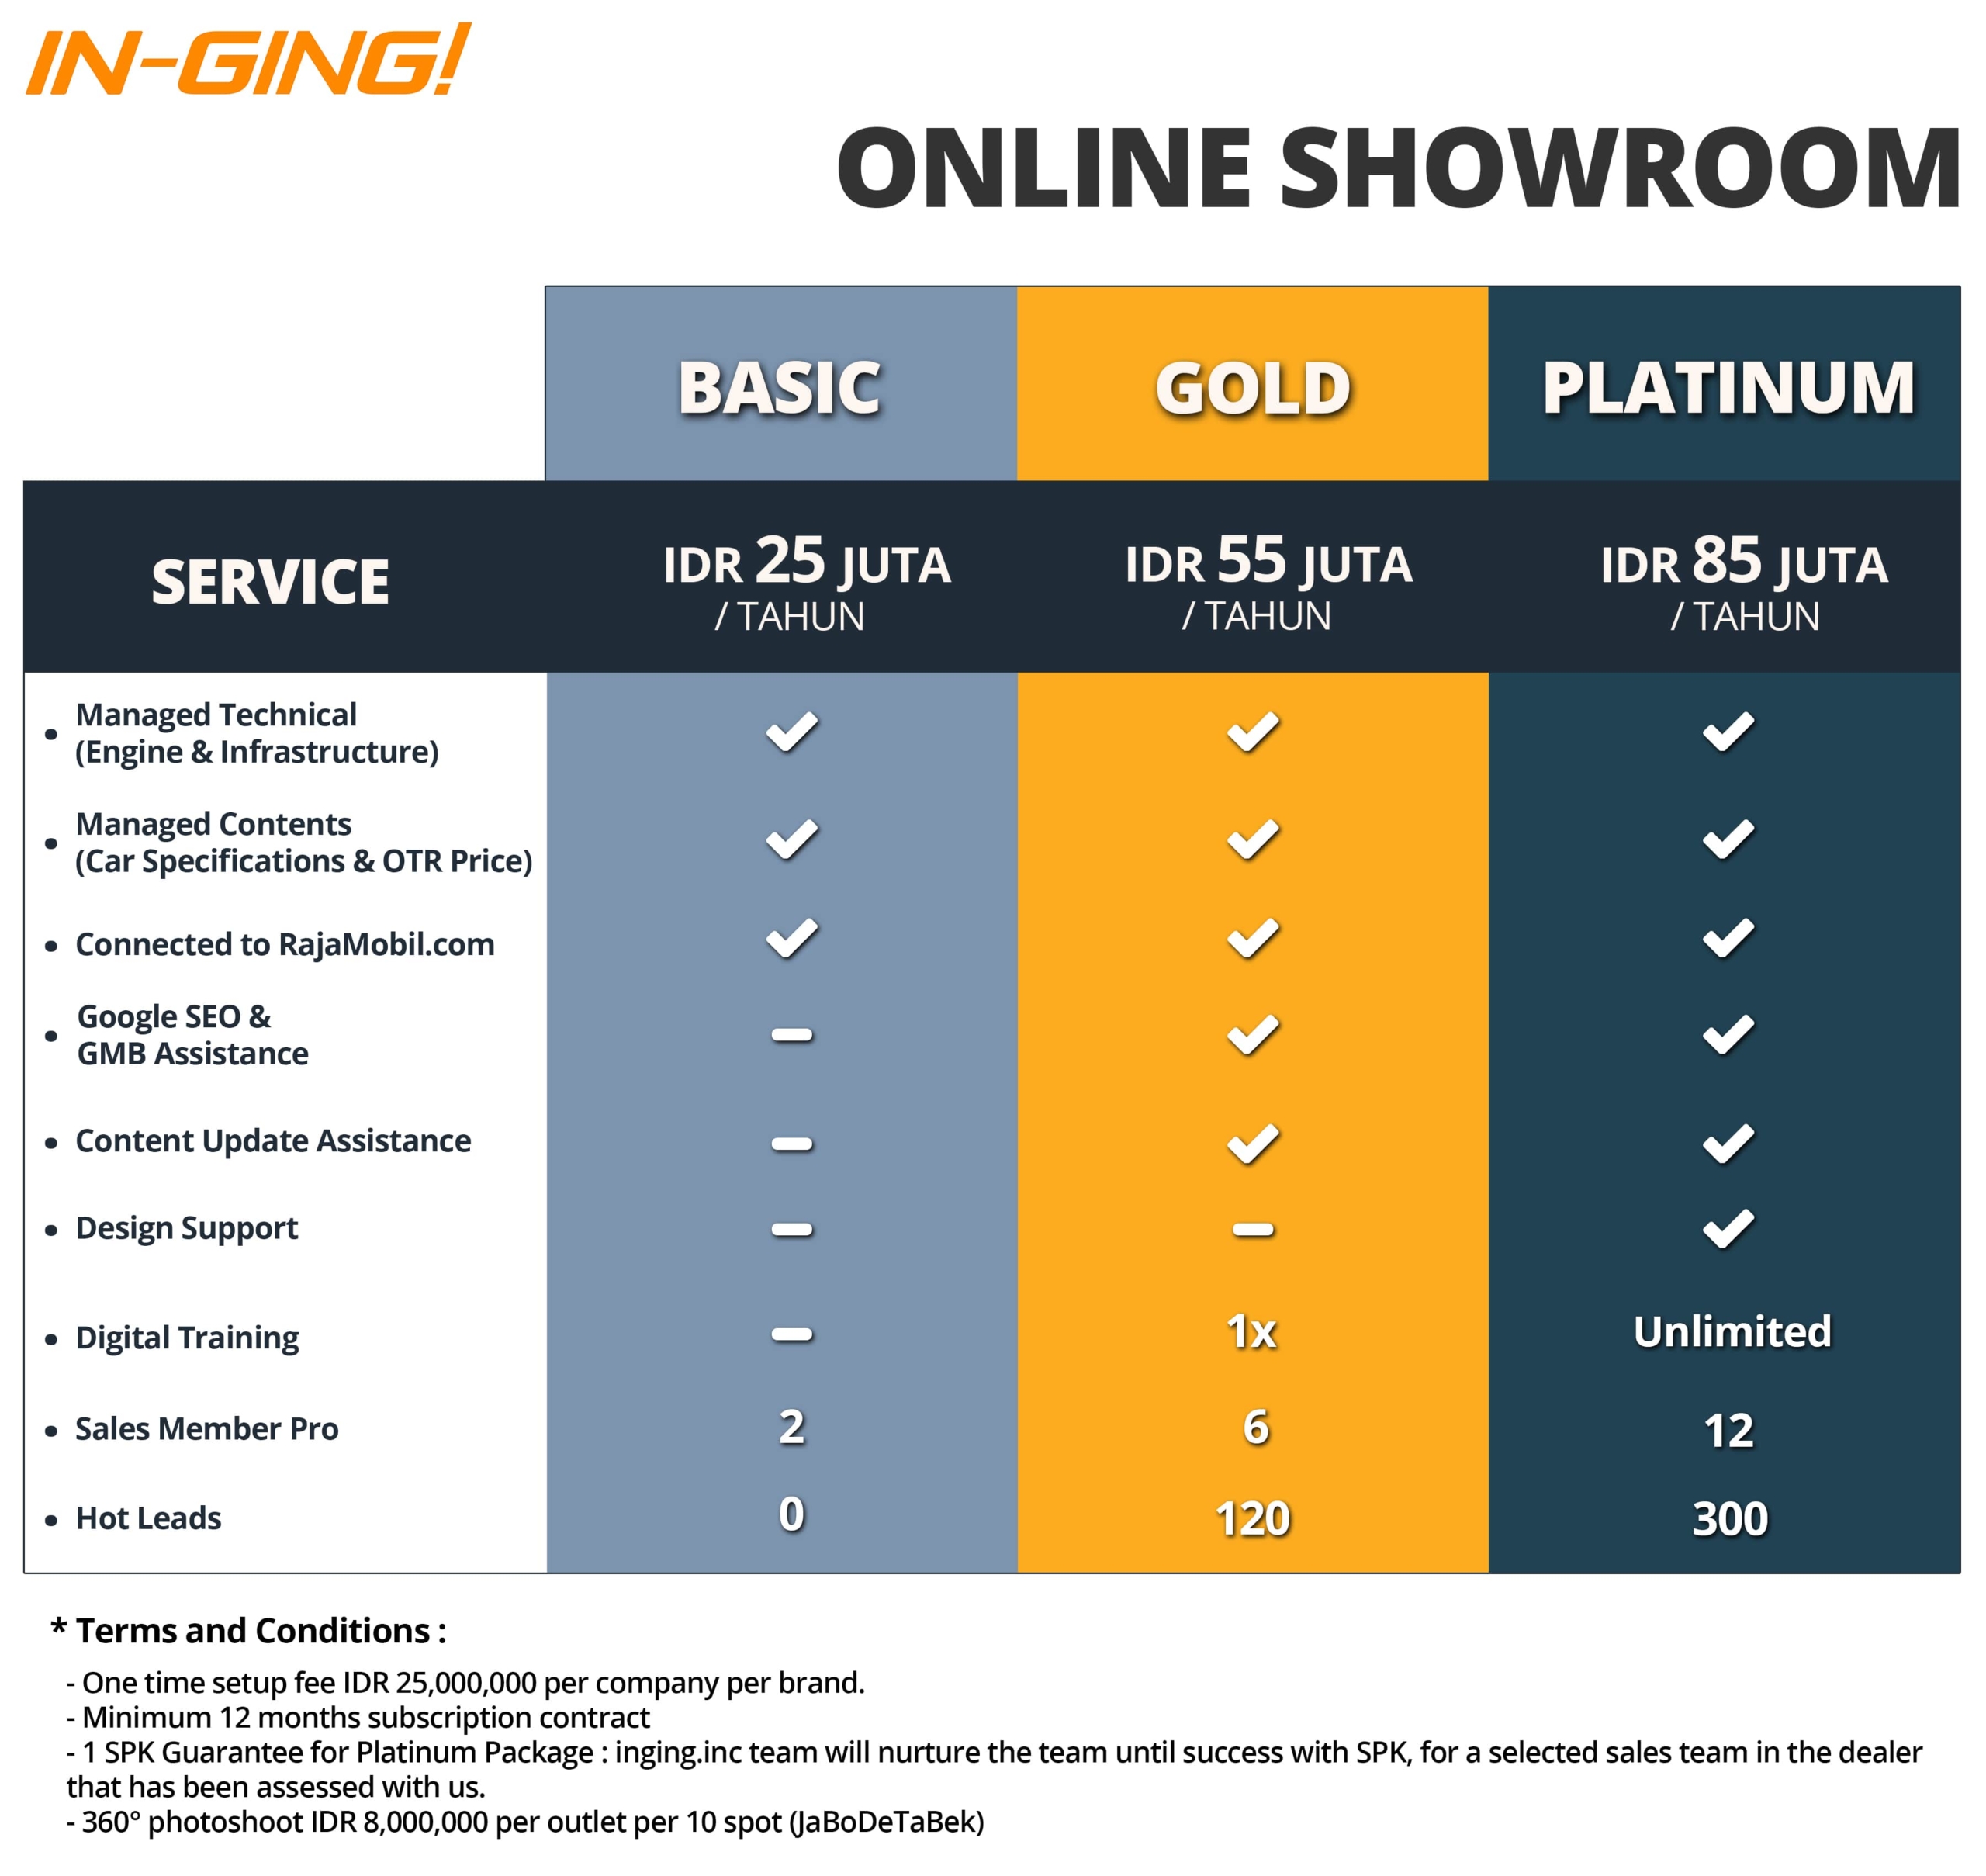 IN-GING!
ONLINE SHOWROOM
BASIC GOLD PLATINUM
SERVICE
IDR 25 JUTA
/ TAHUN
IDR 55 JUTA
/ TAHUN
IDR 85 JUTA
/ TAHUN
• Managed Technical
(Engine & Infrastructure)
• Managed Contents
(Car Specifications & OTR Price)
• Connected to RajaMobil.com
• Google SEO &
GMB Assistance
• Content Update Assistance
• Design Support
• Digital Training 1x Unlimited
• Sales Member Pro 2 6 12
• Hot Leads 0 120 300
* Terms and Conditions :
- One time setup fee IDR 25,000,000 per company per brand.
- Minimum 12 months subscription contract
- 1 SPK Guarantee for Platinum Package : inging.inc team will nurture the team until success with SPK, for a selected sales team in the dealer
that has been assessed with us.
- 360° photoshoot IDR 8,000,000 per outlet per 10 spot (JaBoDeTaBek)